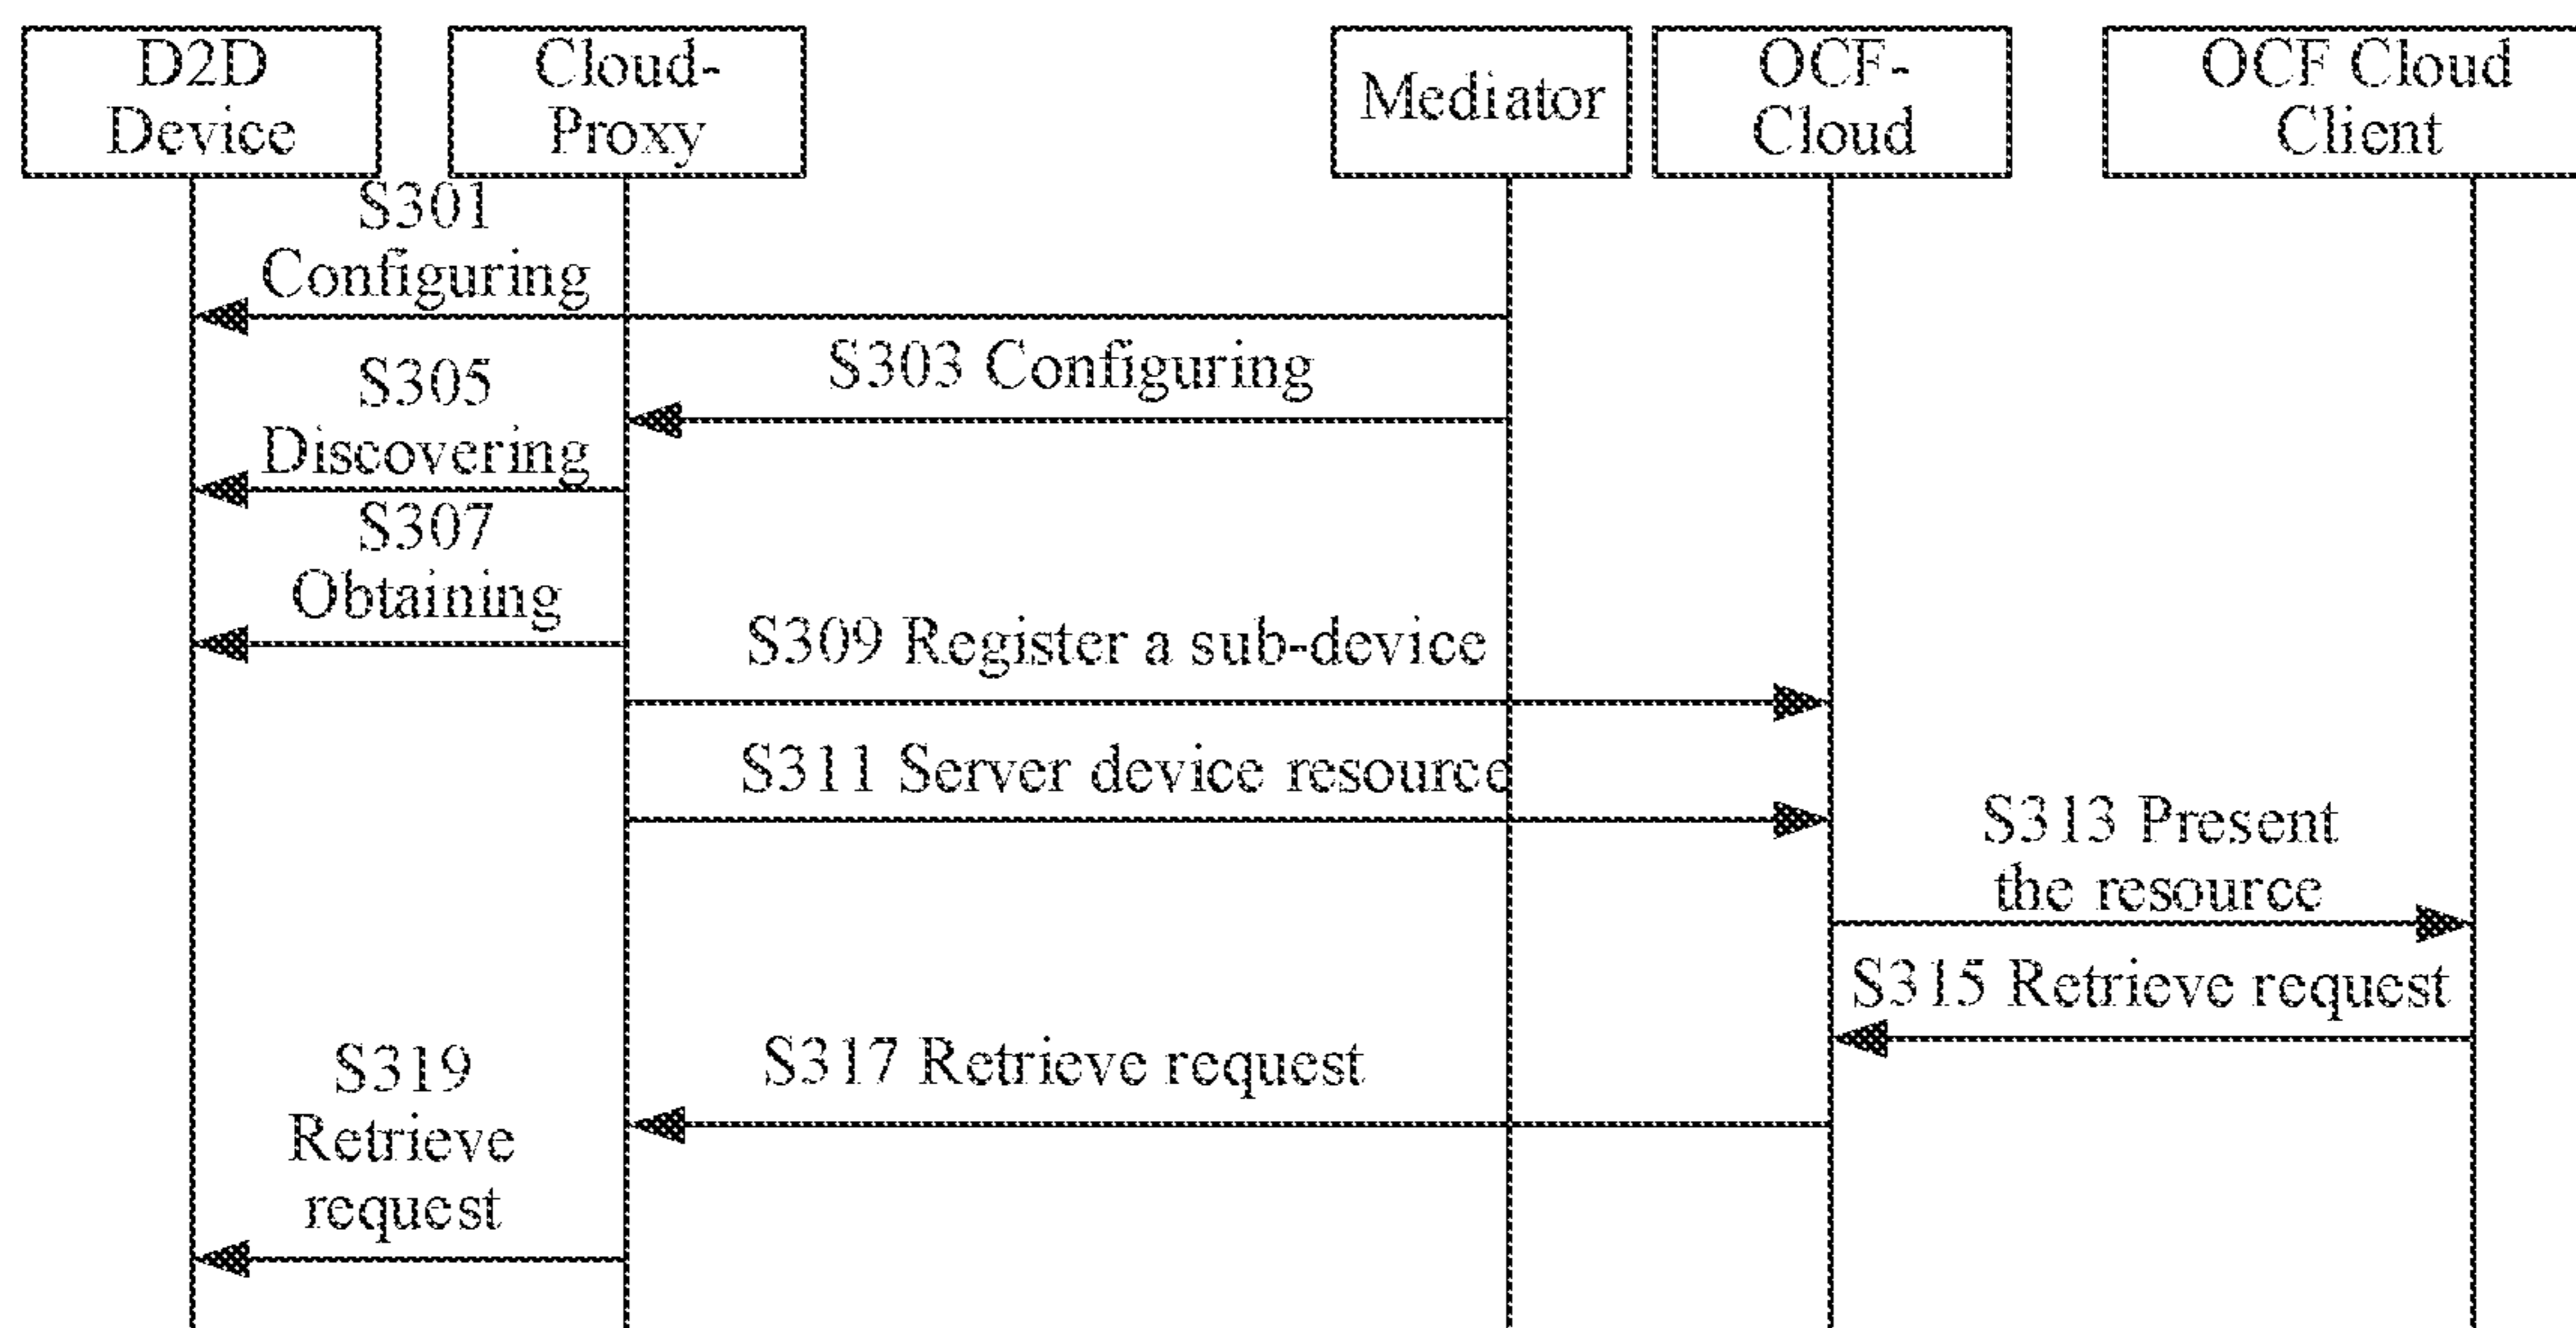 D2D
Device
Cloud-
Proxy
Mediator
OCF-
Cloud
OCF Cloud
Client
S301
Configuring
S303 Configuring
S305
Discovering
S307
Obtaining
S309 Register a sub-device
S311 Server device resource
S313 Present
the resource
S315 Retrieve request
S317 Retrieve request
S319
Retrieve
request